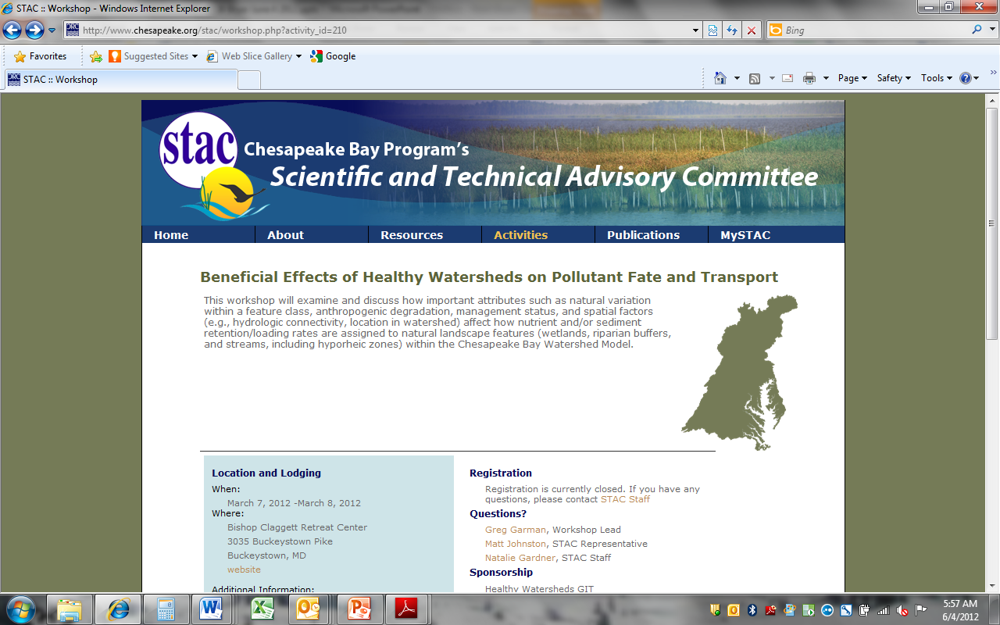 STAC :: Workshop - Windows Internet Explorer
http://www.chesapeake.org/stac/workshop.php?activity_id=210
Bing
Favorites
Suggested Sites
Web Slice Gallery
Google
STAC :: Workshop
Page
Safety
Tools
stac
Chesapeake Bay Program's
Scientific and Technical Advisory Committee
Home
About
Resources
Activities
Publications
MySTAC
Beneficial Effects of Healthy Watersheds on Pollutant Fate and Transport
This workshop will examine and discuss how important attributes such as natural variation
within a feature class, anthropogenic degradation, management status, and spatial factors
(e.g., hydrologic connectivity, location in watershed) affect how nutrient and/or sediment
retention/loading rates are assigned to natural landscape features (wetlands, riparian buffers,
and streams, including hyporheic zones) within the Chesapeake Bay Watershed Model.
Location and Lodging
When:
March 7, 2012 -March 8, 2012
Where:
Bishop Claggett Retreat Center
3035 Buckeystown Pike
Buckeystown, MD
website
Additional Information:
Registration
Registration is currently closed. If you have any
questions, please contact STAC Staff
Questions?
Greg Garman, Workshop Lead
Matt Johnston, STAC Representative
Natalie Gardner, STAC Staff
Sponsorship
Healthy Watersheds GIT
5:57 AM
6/4/2012